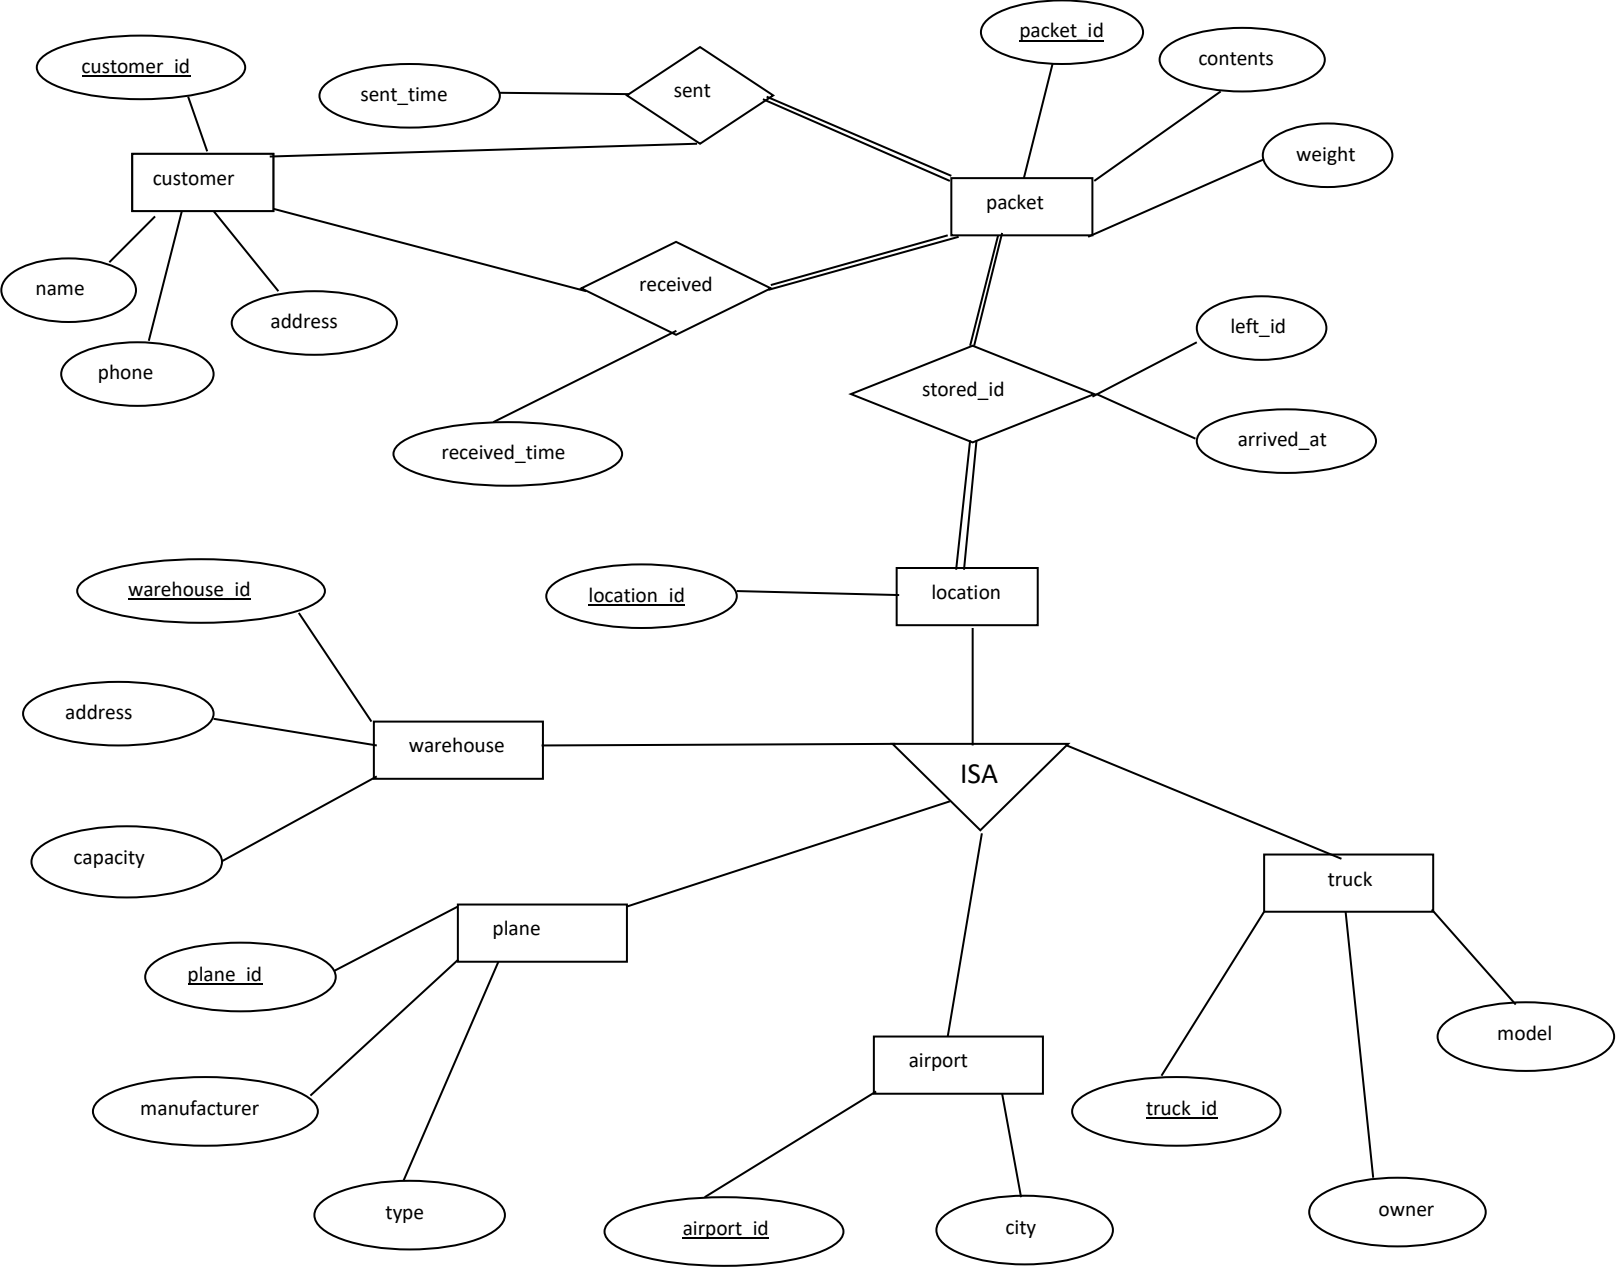 packet_id
customer_id
contents
sent_time
sent
weight
customer
packet
received
name
address
left_id
phone
stored_id
arrived_at
received_time
warehouse_id
location_id
location
address
warehouse
ISA
capacity
truck
plane
plane_id
model
airport
manufacturer
truck_id
type
owner
airport_id
city